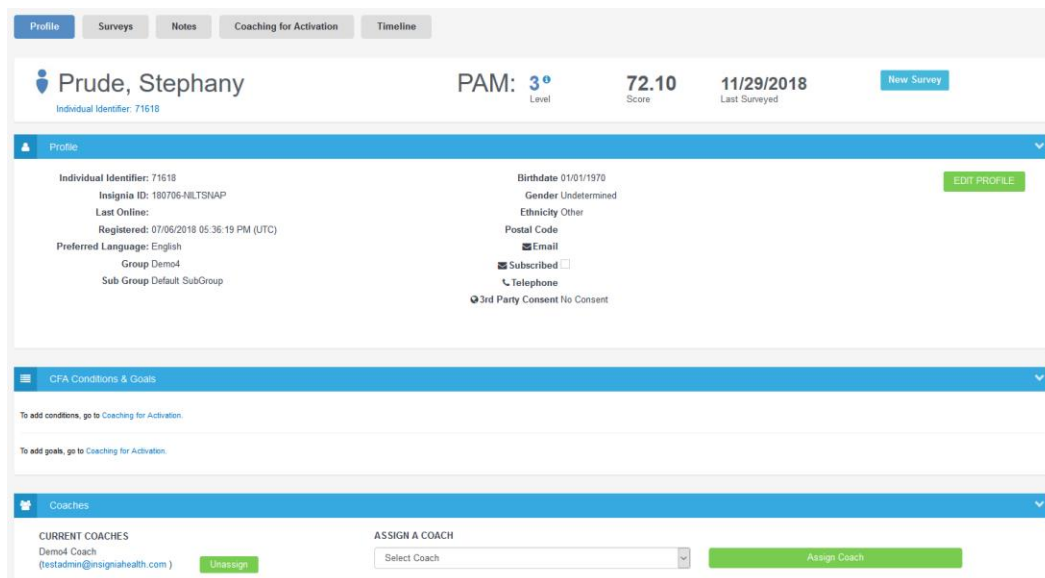 Profile Surveys Notes Coaching for Activation Timeline
Prude, Stephany
Individual Identifier: 71618
PAM: 3 72.10 11/29/2018 New Survey
Level Score Last Surveyed
Profile
Individual Identifier: 71618
Insignia ID: 180706-NILTSNAP
Last Online:
Registered: 07/06/2018 05:36:19 PM (UTC)
Preferred Language: English
Group Demo4
Sub Group Default SubGroup
Birthdate 01/01/1970
Gender Undetermined
Ethnicity Other
Postal Code
Email
Subscribed
Telephone
3rd Party Consent No Consent
EDIT PROFILE
CFA Conditions & Goals
To add conditions, go to Coaching for Activation.
To add goals, go to Coaching for Activation.
Coaches
CURRENT COACHES
Demo4 Coach
(testadmin@insigniahealth.com )
Unassign
ASSIGN A COACH
Select Coach
Assign Coach